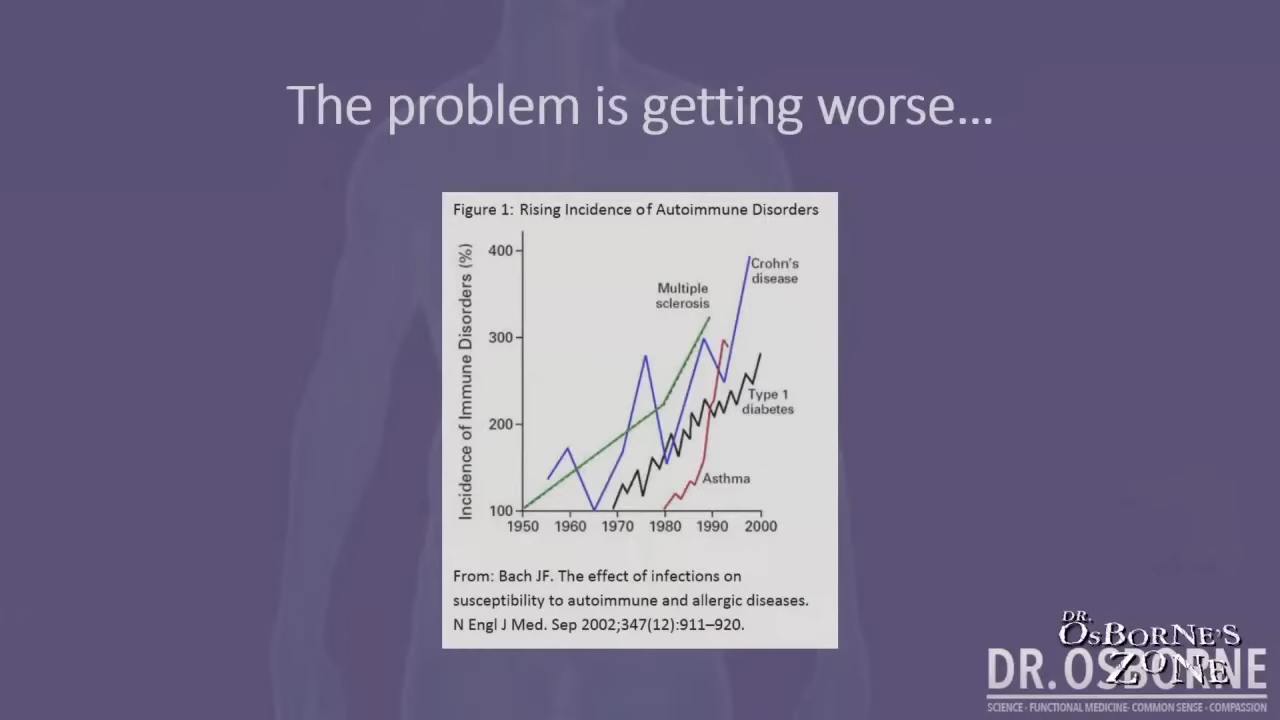 The problem is getting worse...
Figure 1: Rising Incidence of Autoimmune Disorders
Incidence of Immune Disorders (%)
400
300
200
100
1950 1960 1970 1980 1990 2000
Crohn's
disease
Multiple
sclerosis
Type 1
diabetes
Asthma
From: Bach JF. The effect of infections on
susceptibility to autoimmune and allergic diseases.
N Engl J Med. Sep 2002;347(12):911–920.
DR.
OSBORNE'S
ZONE
DR. OSBORNE
SCIENCE - FUNCTIONAL MEDICINE- COMMON SENSE - COMPASSION